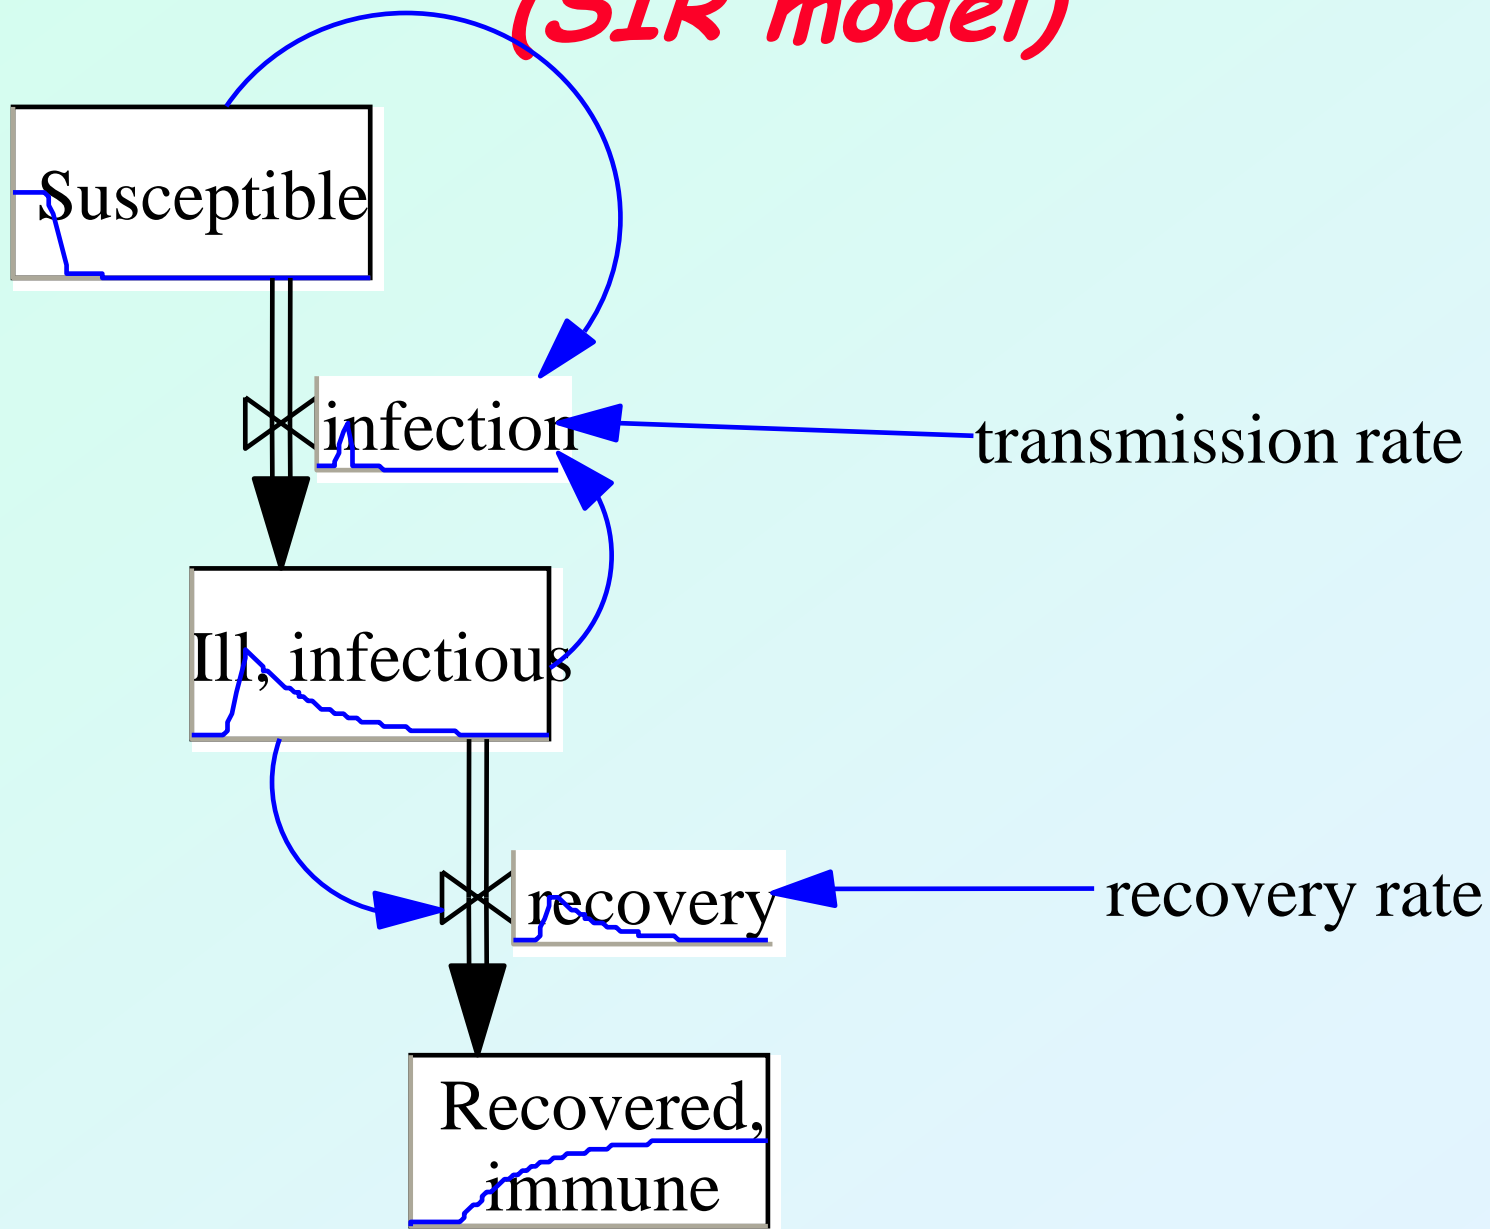 (SIR model)
Susceptible
infection
transmission rate
Ill, infectious
recovery
recovery rate
Recovered,
immune